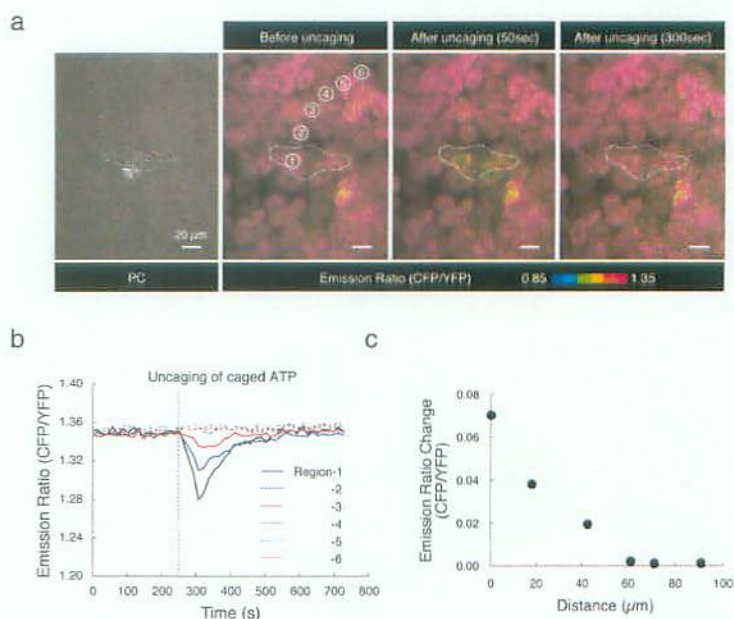 a
Before uncaging
After uncaging (50sec)
After uncaging (300sec)
1
2
3
4
5
6
20 µm
PC
Emission Ratio (CFP/YFP)
0.85
1.35
b
Uncaging of caged ATP
Emission Ratio (CFP/YFP)
1.40
1.36
1.32
1.28
1.24
1.20
Region-1
-2
-3
-4
-5
-6
0 100 200 300 400 500 600 700 800
Time (s)
c
Emission Ratio Change
(CFP/YFP)
0.08
0.06
0.04
0.02
0.00
0 20 40 60 80 100
Distance (µm)